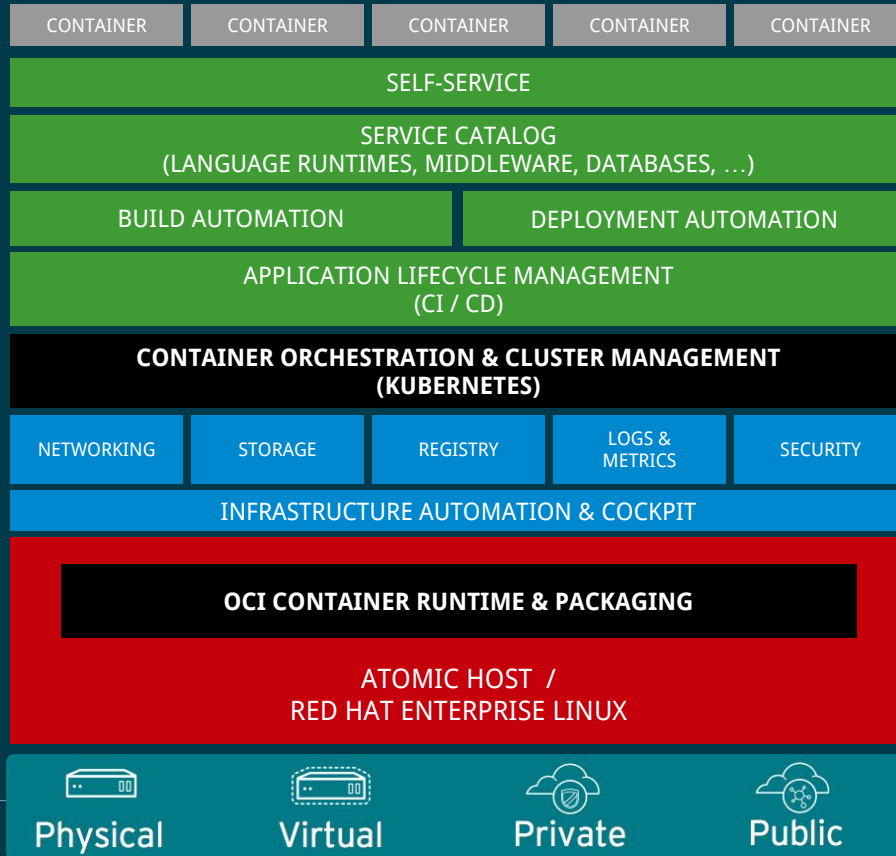 CONTAINER CONTAINER CONTAINER CONTAINER CONTAINER
SELF-SERVICE
SERVICE CATALOG
(LANGUAGE RUNTIMES, MIDDLEWARE, DATABASES, …)
BUILD AUTOMATION DEPLOYMENT AUTOMATION
APPLICATION LIFECYCLE MANAGEMENT
(CI / CD)
CONTAINER ORCHESTRATION & CLUSTER MANAGEMENT
(KUBERNETES)
NETWORKING
STORAGE
REGISTRY
LOGS &
METRICS
SECURITY
INFRASTRUCTURE AUTOMATION & COCKPIT
OCI CONTAINER RUNTIME & PACKAGING
ATOMIC HOST /
RED HAT ENTERPRISE LINUX
Physical Virtual Private Public